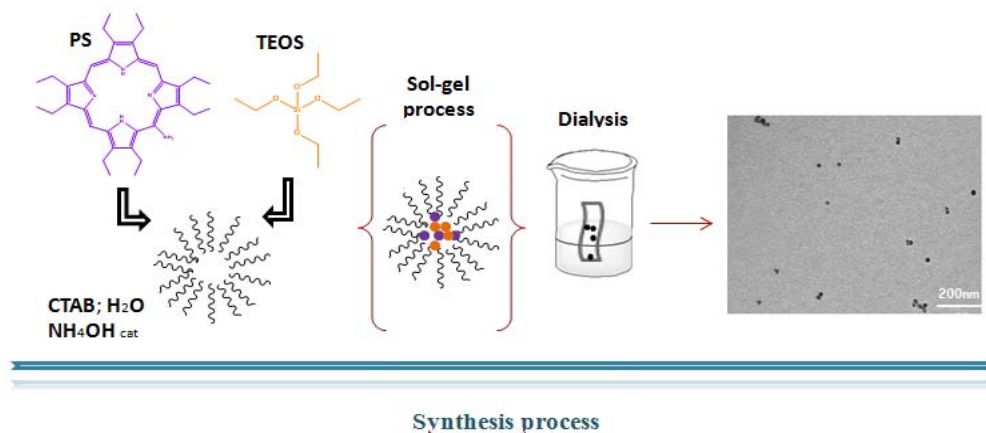 PS
TEOS
Sol-gel
process
Dialysis
CTAB; H2O
NH4OH cat
200nm
Synthesis process